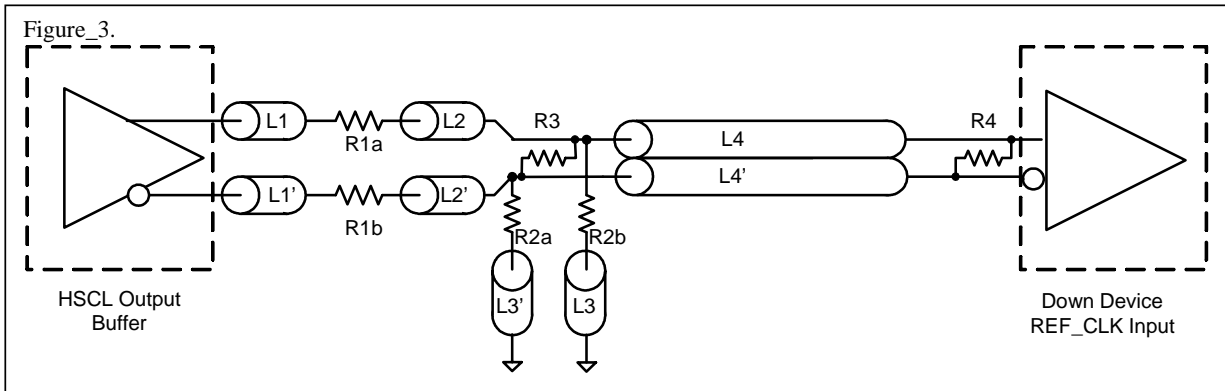 Figure_3.
L1
R1a
L2
R3
L4
R4
L1'
R1b
L2'
L4'
R2a
R2b
L3'
L3
HSCL Output
Buffer
Down Device
REF_CLK Input